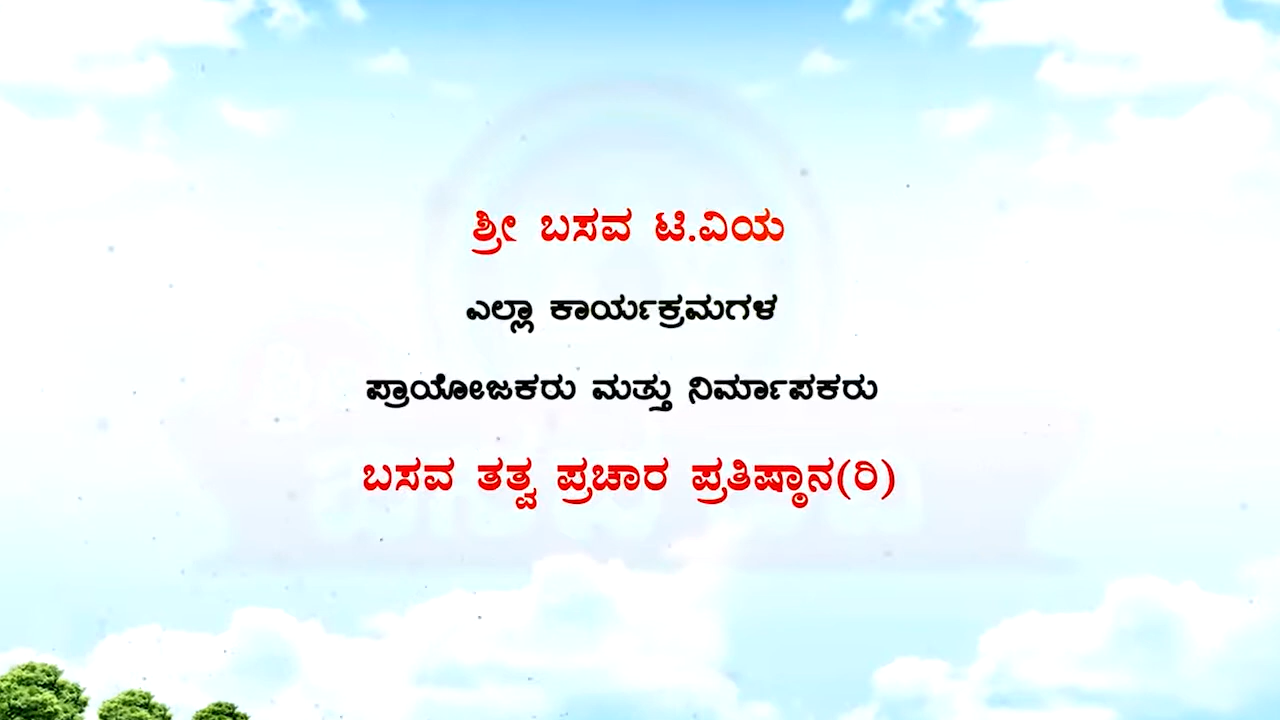 ಶ್ರೀ ಬಸವ ಟಿ.ವಿಯ
ಎಲ್ಲಾ ಕಾರ್ಯಕ್ರಮಗಳ
ಪ್ರಾಯೋಜಕರು ಮತ್ತು ನಿರ್ಮಾಪಕರು
ಬಸವ ತತ್ವ ಪ್ರಚಾರ ಪ್ರತಿಷ್ಠಾನ(ರಿ)